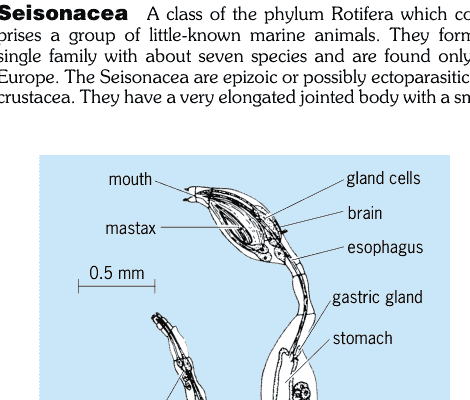 Seisonacea A class of the phylum Rotifera which co
prises a group of little-known marine animals. They form
single family with about seven species and are found only
Europe. The Seisonacea are epizoic or possibly ectoparasitic
crustacea. They have a very elongated jointed body with a sm
mouth
gland cells
brain
mastax
esophagus
0.5 mm
gastric gland
stomach